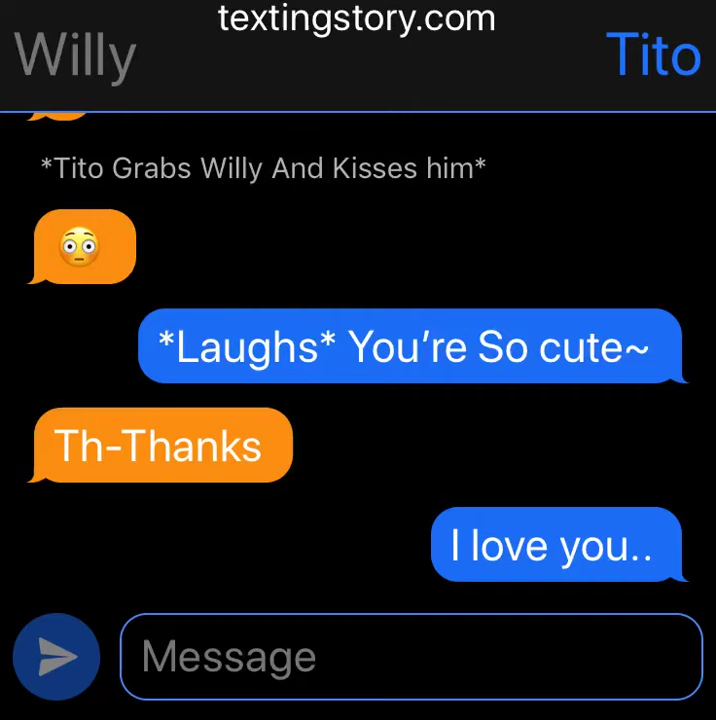 textingstory.com
Willy
Tito
*Tito Grabs Willy And Kisses him*
😳
*Laughs* You’re So cute~
Th-Thanks
I love you..
Message